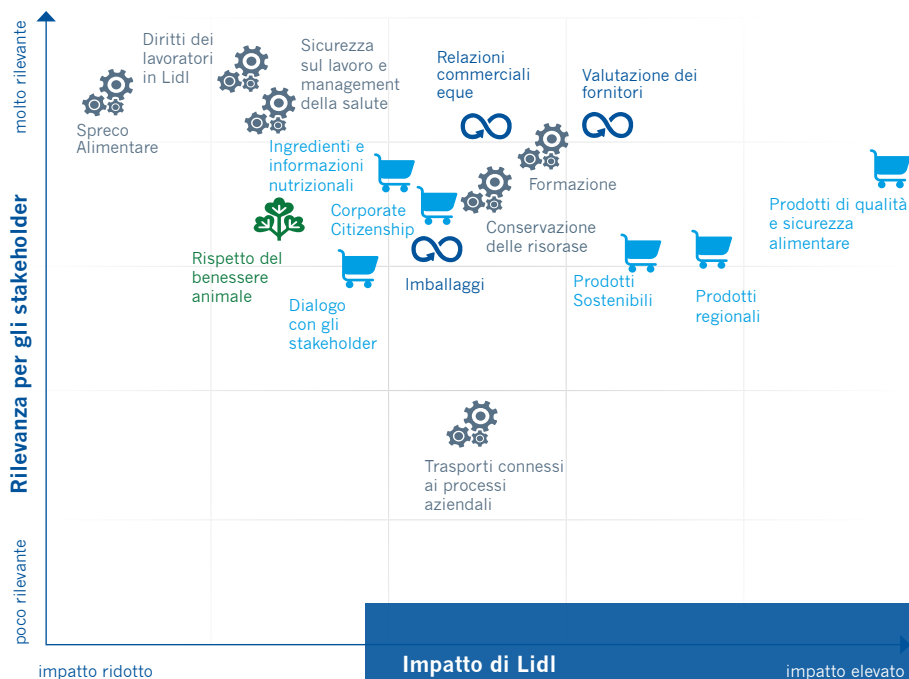 molto rilevante
Rilevanza per gli stakeholder
poco rilevante
Diritti dei
lavoratori
in Lidl
Sicurezza
sul lavoro e
management
della salute
Relazioni
commerciali
eque
Valutazione dei
fornitori
Spreco
Alimentare
Ingredienti e
informazioni
nutrizionali
Formazione
Corporate
Citizenship
Conservazione
delle risorase
Prodotti di qualità
e sicurezza
alimentare
Rispetto del
benessere
animale
Imballaggi
Prodotti
Sostenibili
Prodotti
regionali
Dialogo
con gli
stakeholder
Trasporti connessi
ai processi
aziendali
impatto ridotto
Impatto di Lidl
impatto elevato